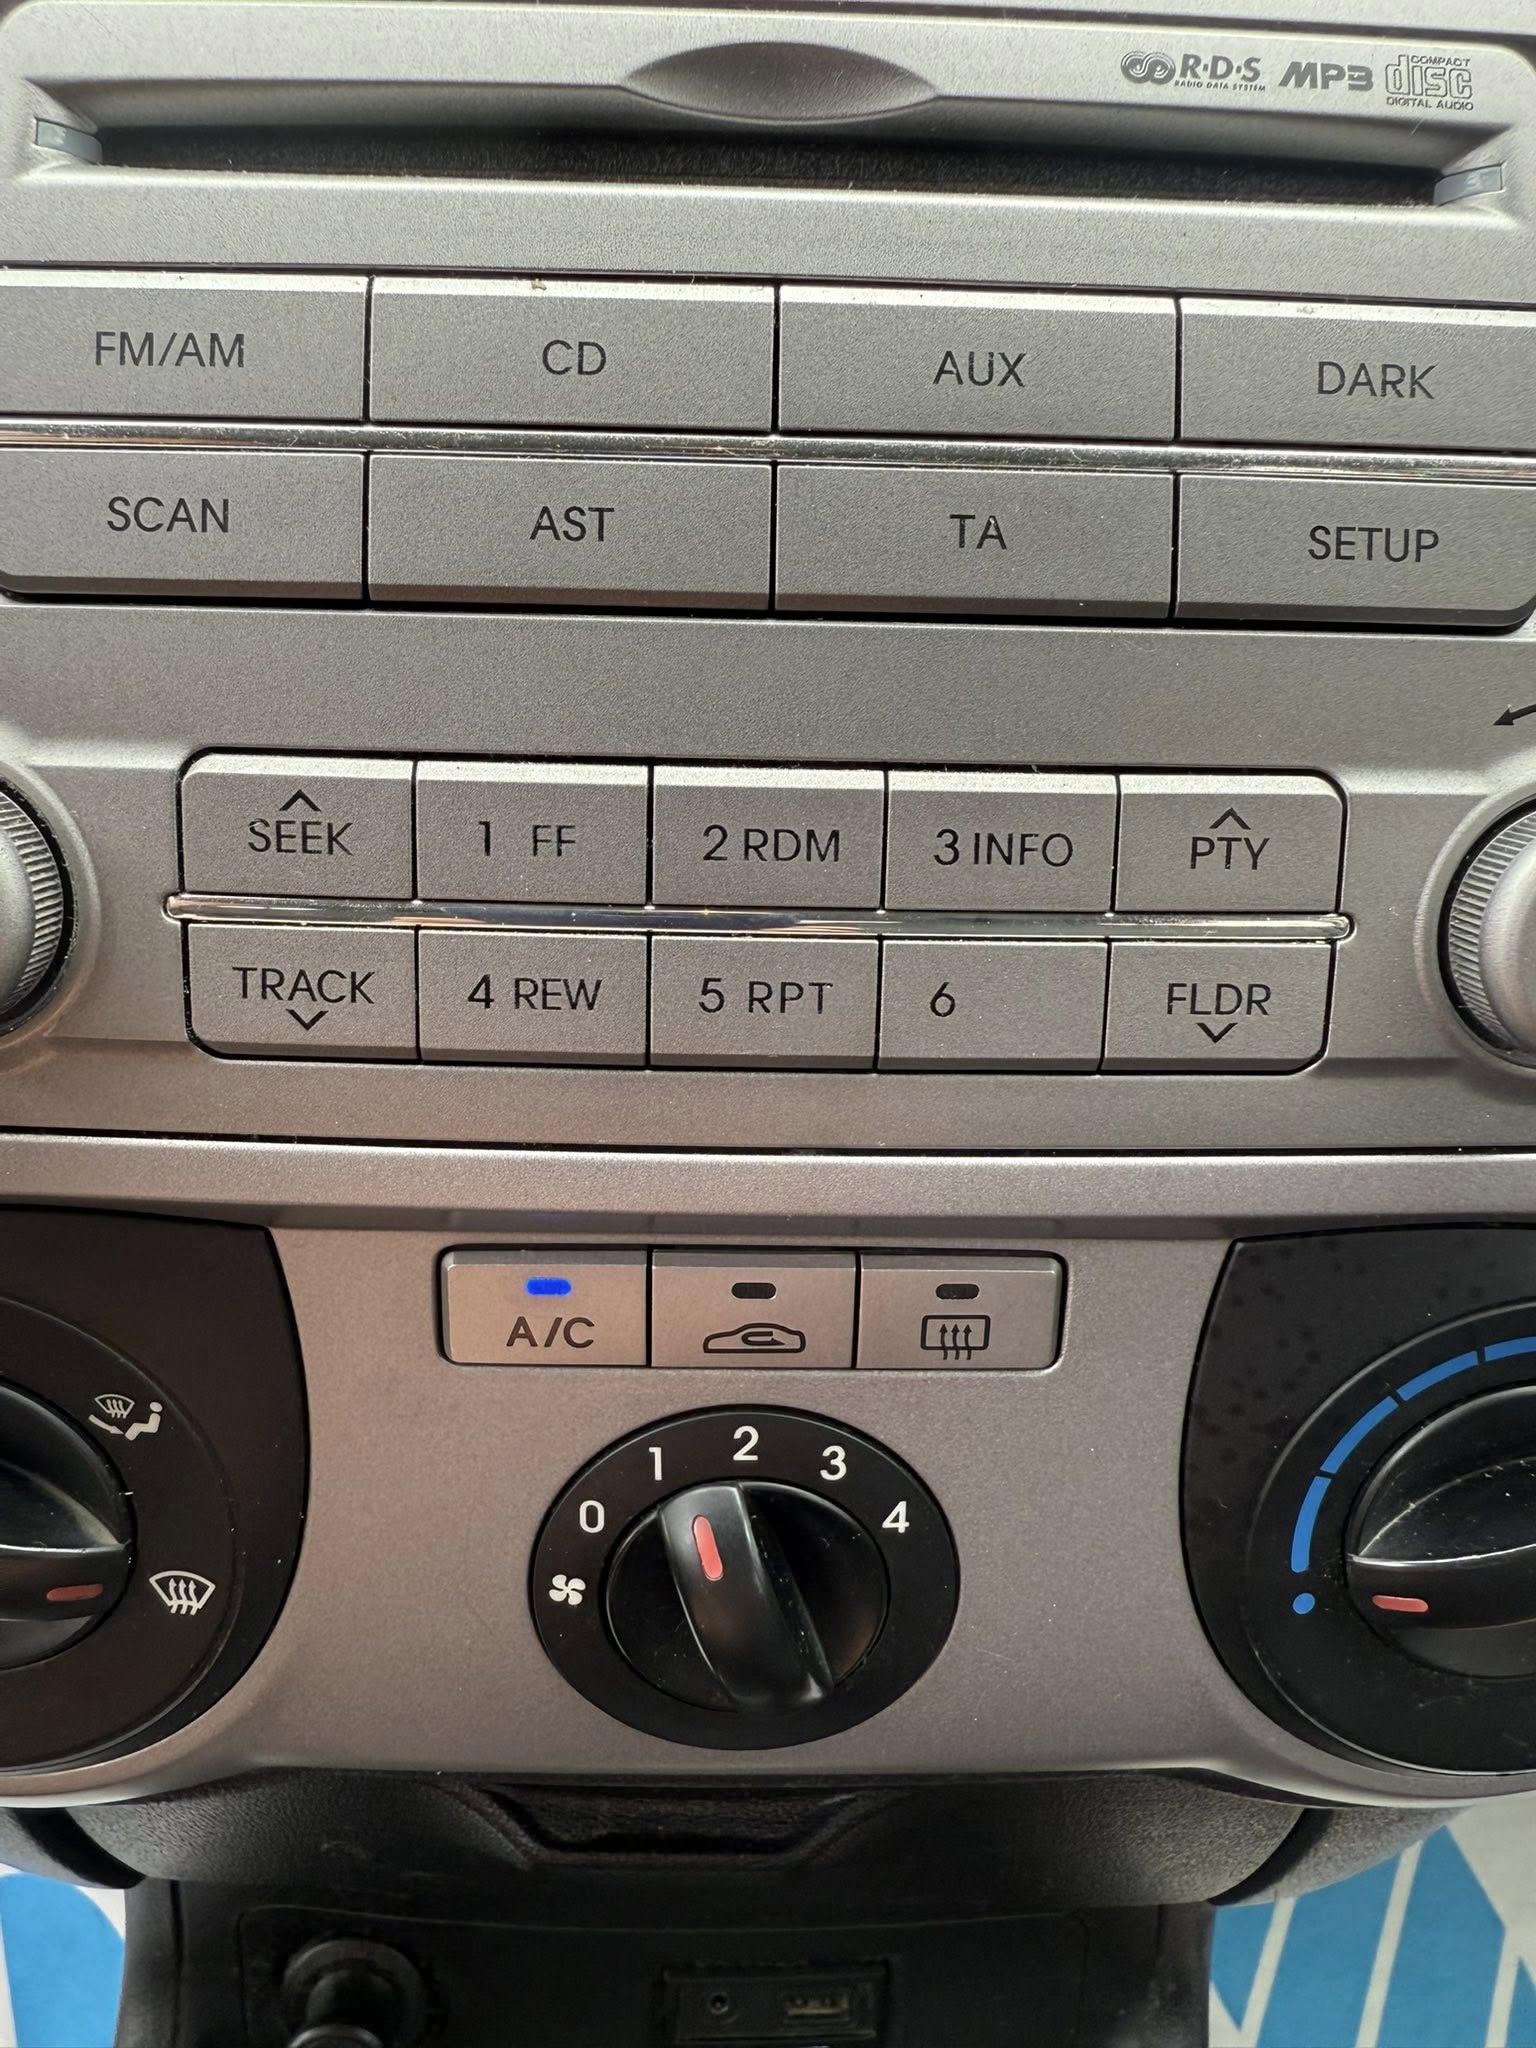 R·D·S
RADIO DATA SYSTEM
MP3
COMPACT
disc
DIGITAL AUDIO
FM/AM CD AUX DARK
SCAN AST TA SETUP
SEEK 1 FF 2 RDM 3 INFO PTY
TRACK 4 REW 5 RPT 6 FLDR
A/C
0 1 2 3 4